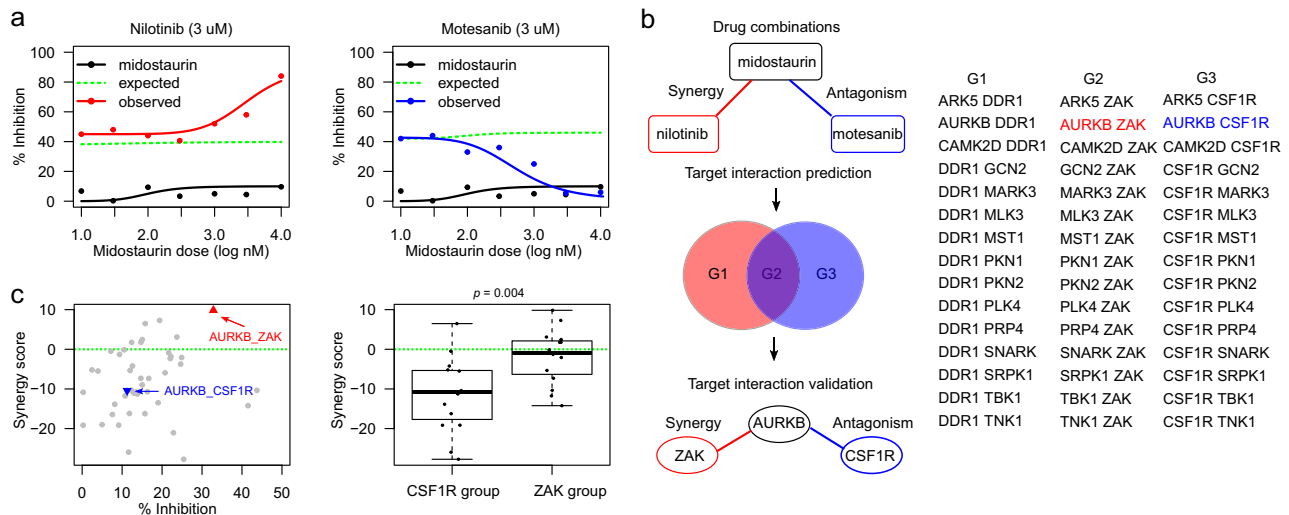 a
Nilotinib (3 uM)
100
80
60
40
20
0
% Inhibition
midostaurin
expected
observed
1.0
2.0
3.0
4.0
Midostaurin dose (log nM)
Motesanib (3 uM)
100
80
60
40
20
0
% Inhibition
midostaurin
expected
observed
1.0
2.0
3.0
4.0
Midostaurin dose (log nM)
b
Drug combinations
midostaurin
Synergy
Antagonism
nilotinib
motesanib
Target interaction prediction
G1
G2
G3
Target interaction validation
Synergy
AURKB
Antagonism
ZAK
CSF1R
G1
ARK5 DDR1
AURKB DDR1
CAMK2D DDR1
DDR1 GCN2
DDR1 MARK3
DDR1 MLK3
DDR1 MST1
DDR1 PKN1
DDR1 PKN2
DDR1 PLK4
DDR1 PRP4
DDR1 SNARK
DDR1 SRPK1
DDR1 TBK1
DDR1 TNK1
G2
ARK5 ZAK
AURKB ZAK
CAMK2D ZAK
GCN2 ZAK
MARK3 ZAK
MLK3 ZAK
MST1 ZAK
PKN1 ZAK
PKN2 ZAK
PLK4 ZAK
PRP4 ZAK
SNARK ZAK
SRPK1 ZAK
TBK1 ZAK
TNK1 ZAK
G3
ARK5 CSF1R
AURKB CSF1R
CAMK2D CSF1R
CSF1R GCN2
CSF1R MARK3
CSF1R MLK3
CSF1R MST1
CSF1R PKN1
CSF1R PKN2
CSF1R PLK4
CSF1R PRP4
CSF1R SNARK
CSF1R SRPK1
CSF1R TBK1
CSF1R TNK1
c
10
0
−10
−20
Synergy score
AURKB_ZAK
AURKB_CSF1R
0
10
20
30
40
50
% Inhibition
p = 0.004
10
0
−10
−20
Synergy socre
CSF1R group
ZAK group